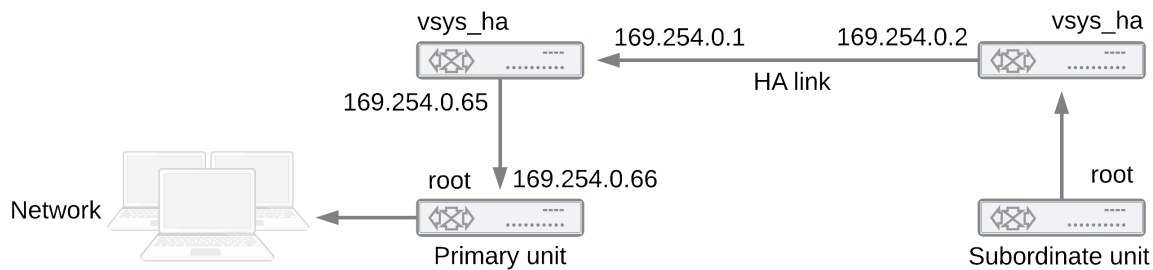 vsys_ha
vsys_ha
169.254.0.1
169.254.0.2
HA link
169.254.0.65
root
169.254.0.66
root
Network
Primary unit
Subordinate unit